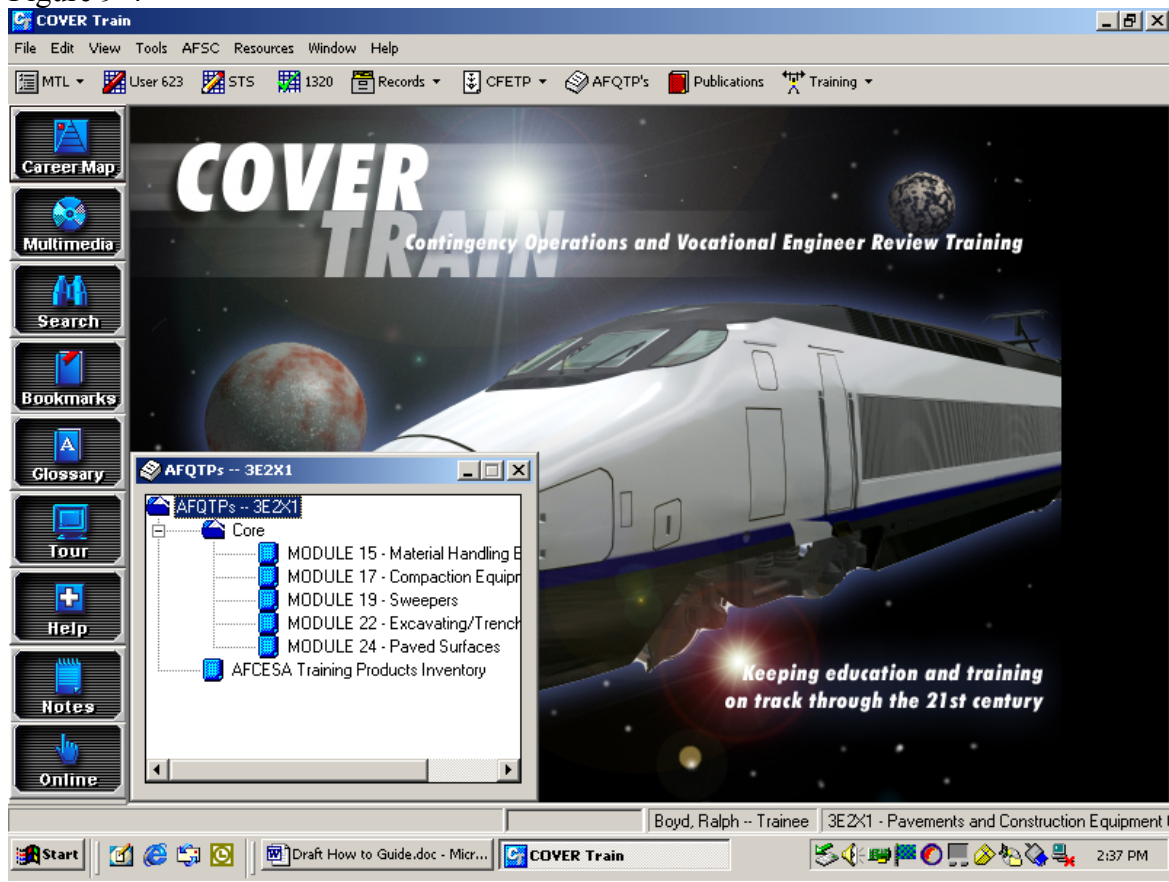 COVER Train
File Edit View Tools AFSC Resources Window Help
MTL User 623 STS 1320 Records CFETP AFQTP's Publications Training
Career Map
Multimedia
Search
Bookmarks
A
Glossary
Tour
Help
Notes
Online
COVER
TRAIN
Contingency Operations and Vocational Engineer Review Training
AFQTPs -- 3E2X1
AFQTPs -- 3E2X1
Core
MODULE 15 - Material Handling E
MODULE 17 - Compaction Equipr
MODULE 19 - Sweepers
MODULE 22 - Excavating/Trench
MODULE 24 - Paved Surfaces
AFCESA Training Products Inventory
Keeping education and training
on track through the 21st century
Boyd, Ralph -- Trainee 3E2X1 - Pavements and Construction Equipment
Start Draft How to Guide.doc - Micr... COVER Train 2:37 PM